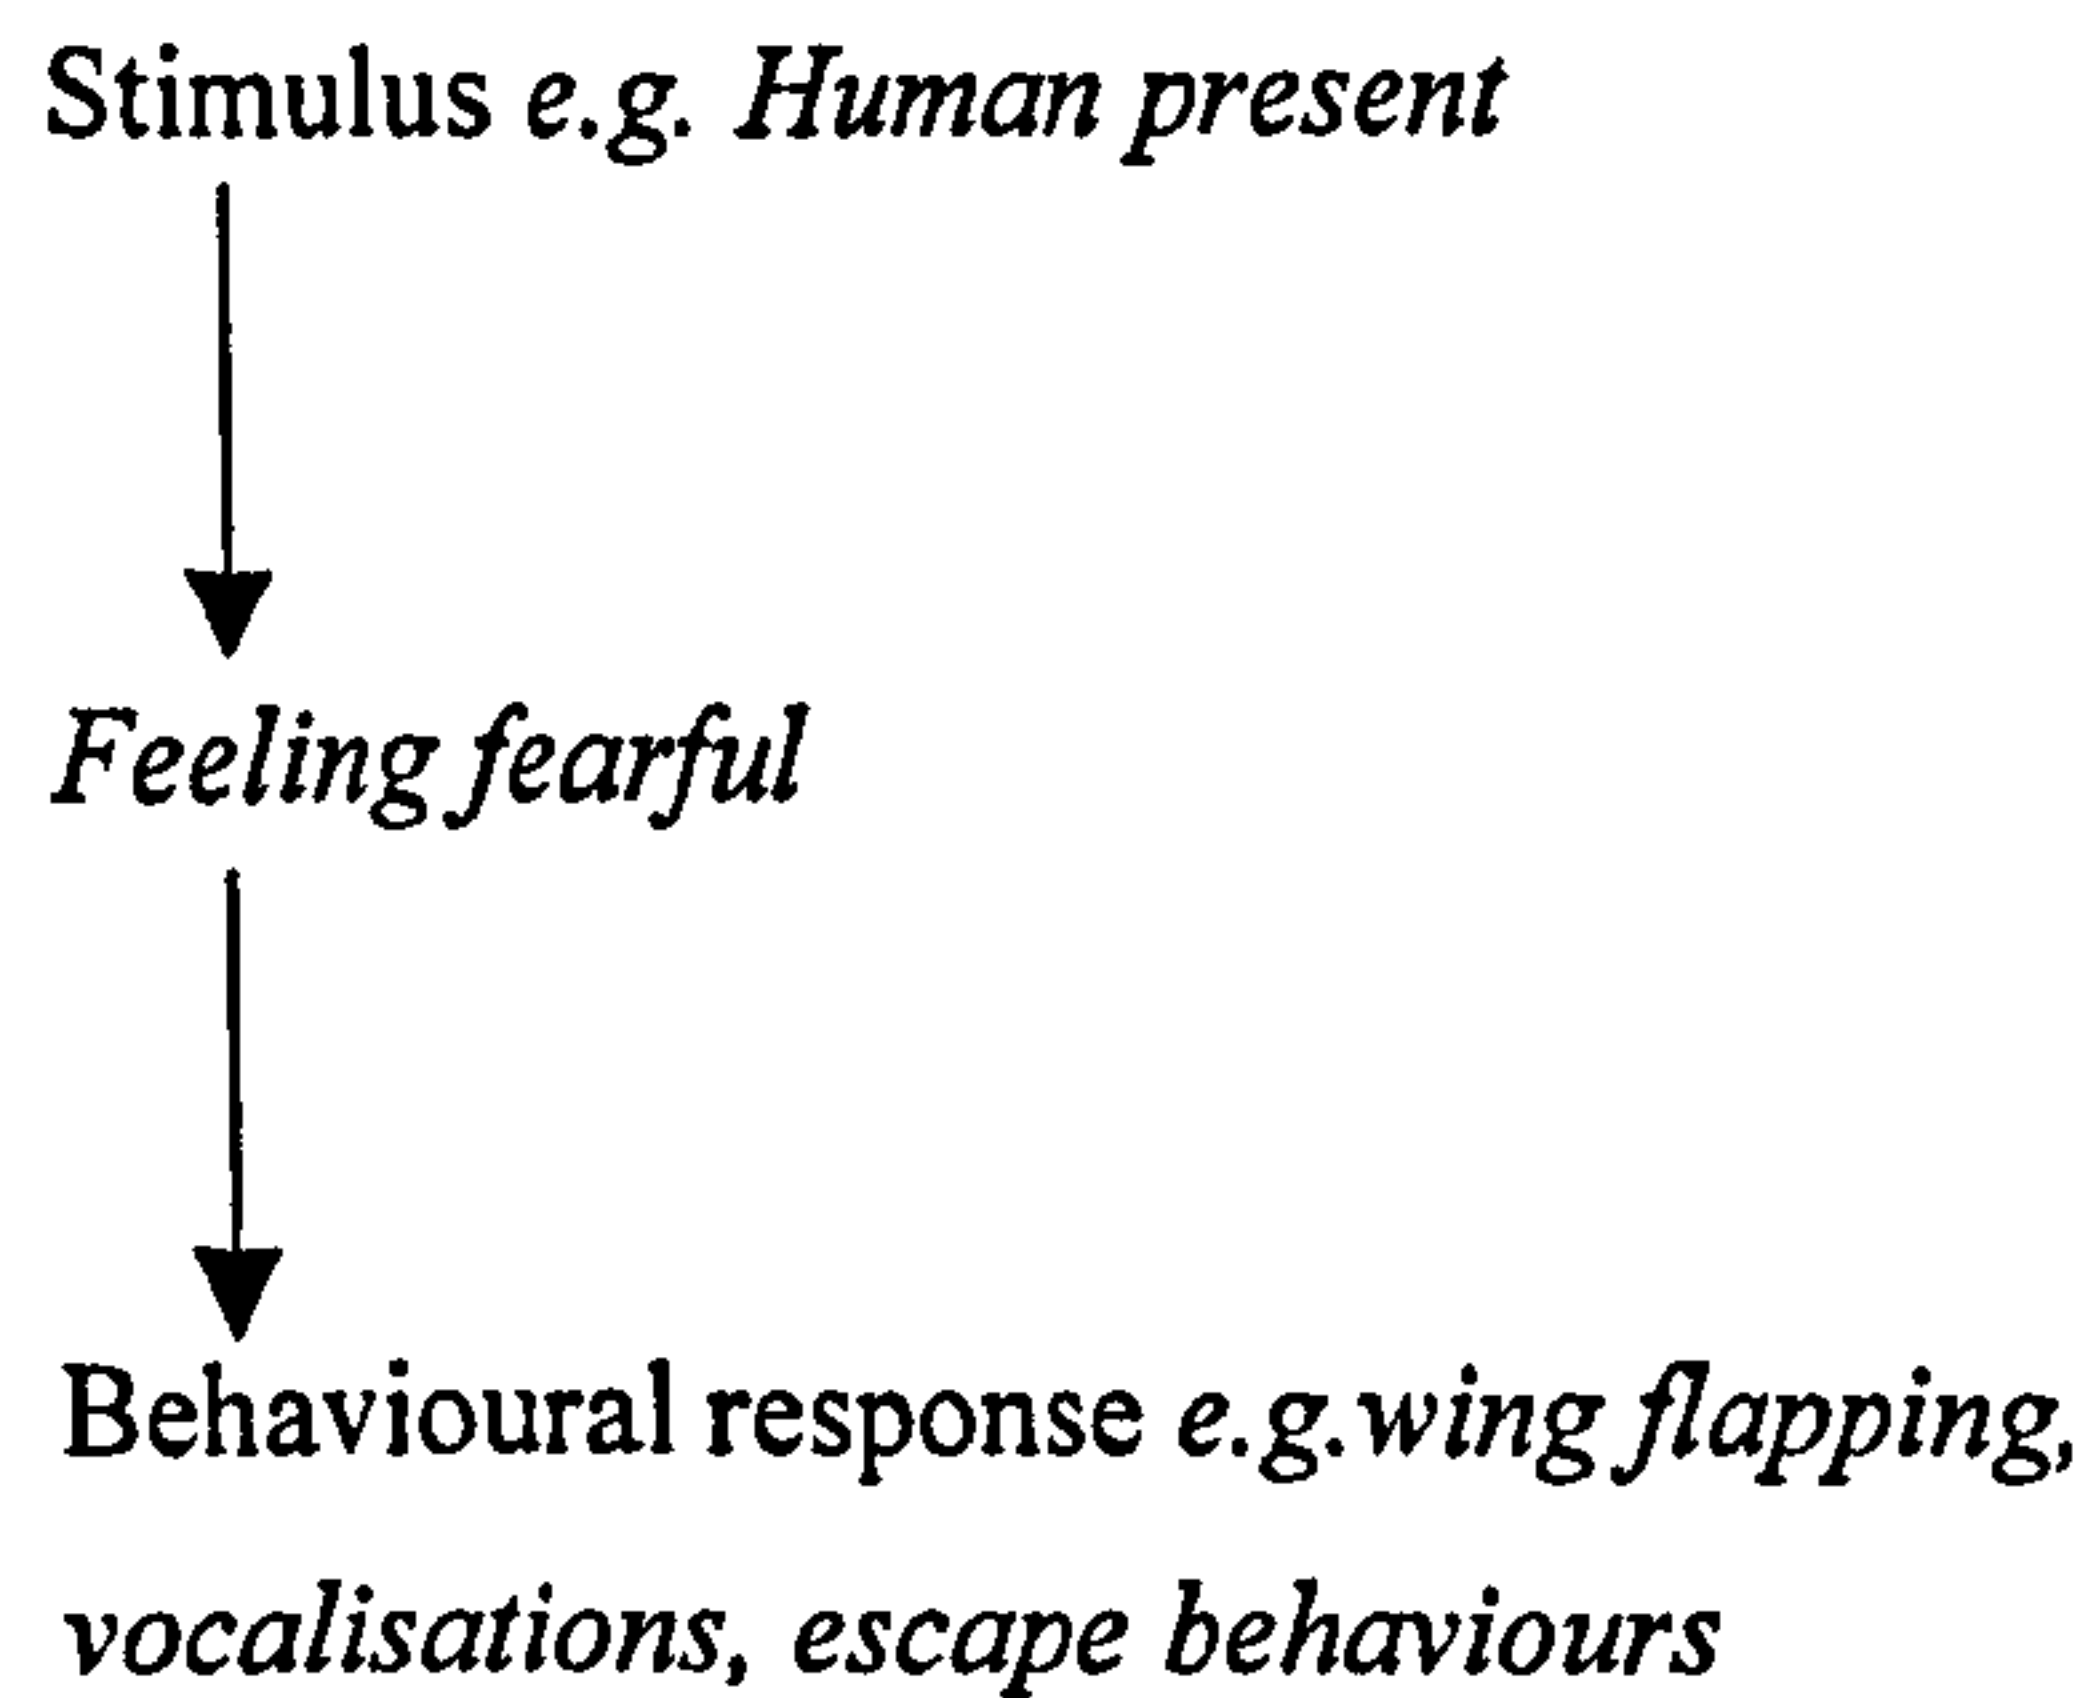 Stimulus e.g. Human present
Feeling fearful
Behavioural response e.g.wing flapping,
vocalisations, escape behaviours